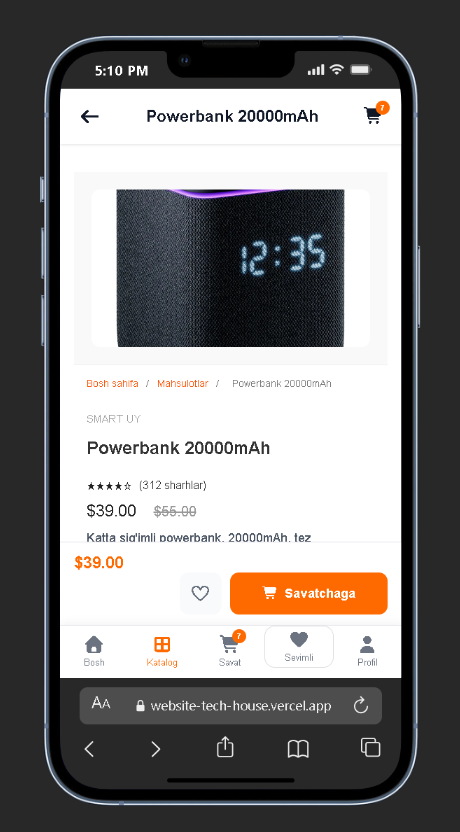 5:10 PM
Powerbank 20000mAh
7
12:35
Bosh sahifa / Mahsulotlar / Powerbank 20000mAh
SMART UY
Powerbank 20000mAh
★★★★☆ (312 sharhlar)
$39.00 $55.00
Katta sig'imli powerbank, 20000mAh, tez
$39.00
Savatchaga
7
Bosh Katalog Savat Sevimli Profil
AA website-tech-house.vercel.app